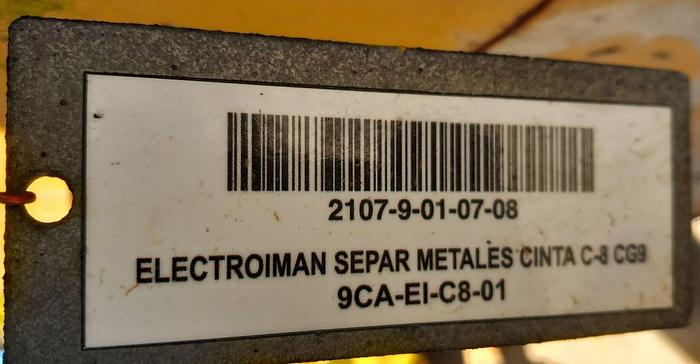 2107-9-01-07-08
ELECTROIMAN SEPAR METALES CINTA C-8 CG9
9CA-EI-C8-01